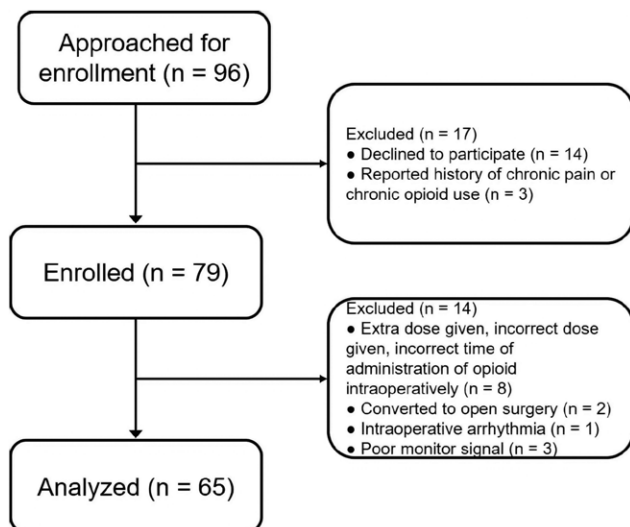 Approached for
enrollment (n = 96)
Excluded (n = 17)
● Declined to participate (n = 14)
● Reported history of chronic pain or
chronic opioid use (n = 3)
Enrolled (n = 79)
Excluded (n = 14)
● Extra dose given, incorrect dose
given, incorrect time of
administration of opioid
intraoperatively (n = 8)
● Converted to open surgery (n = 2)
● Intraoperative arrhythmia (n = 1)
● Poor monitor signal (n = 3)
Analyzed (n = 65)